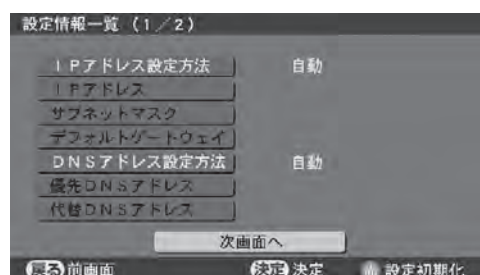 設定情報一覧（1／2）
IPアドレス設定方法 自動
IPアドレス
サブネットマスク
デフォルトゲートウェイ
DNSアドレス設定方法 自動
優先DNSアドレス
代替DNSアドレス
次画面へ
戻る 前画面 決定 決定 設定初期化